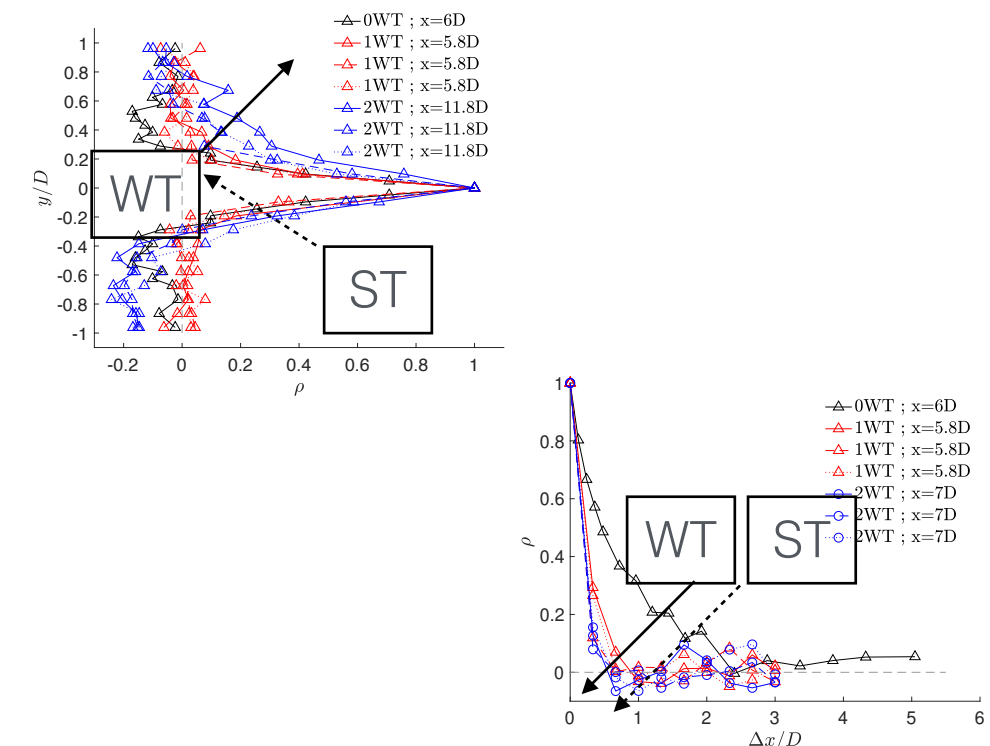 0WT ; x=6D
1WT ; x=5.8D
1WT ; x=5.8D
1WT ; x=5.8D
2WT ; x=11.8D
2WT ; x=11.8D
2WT ; x=11.8D
1
0.8
0.6
0.4
0.2
0
-0.2
-0.4
-0.6
-0.8
-1
y/D
WT
ST
-0.2 0 0.2 0.4 0.6 0.8 1
ρ
0WT ; x=6D
1WT ; x=5.8D
1WT ; x=5.8D
1WT ; x=5.8D
2WT ; x=7D
2WT ; x=7D
2WT ; x=7D
1
0.8
0.6
0.4
0.2
0
ρ
WT
ST
0 1 2 3 4 5 6
Δx/D